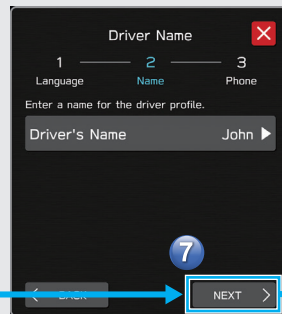 Driver Name
1 2 3
Language Name Phone
Enter a name for the driver profile.
Driver's Name John
7
BACK NEXT